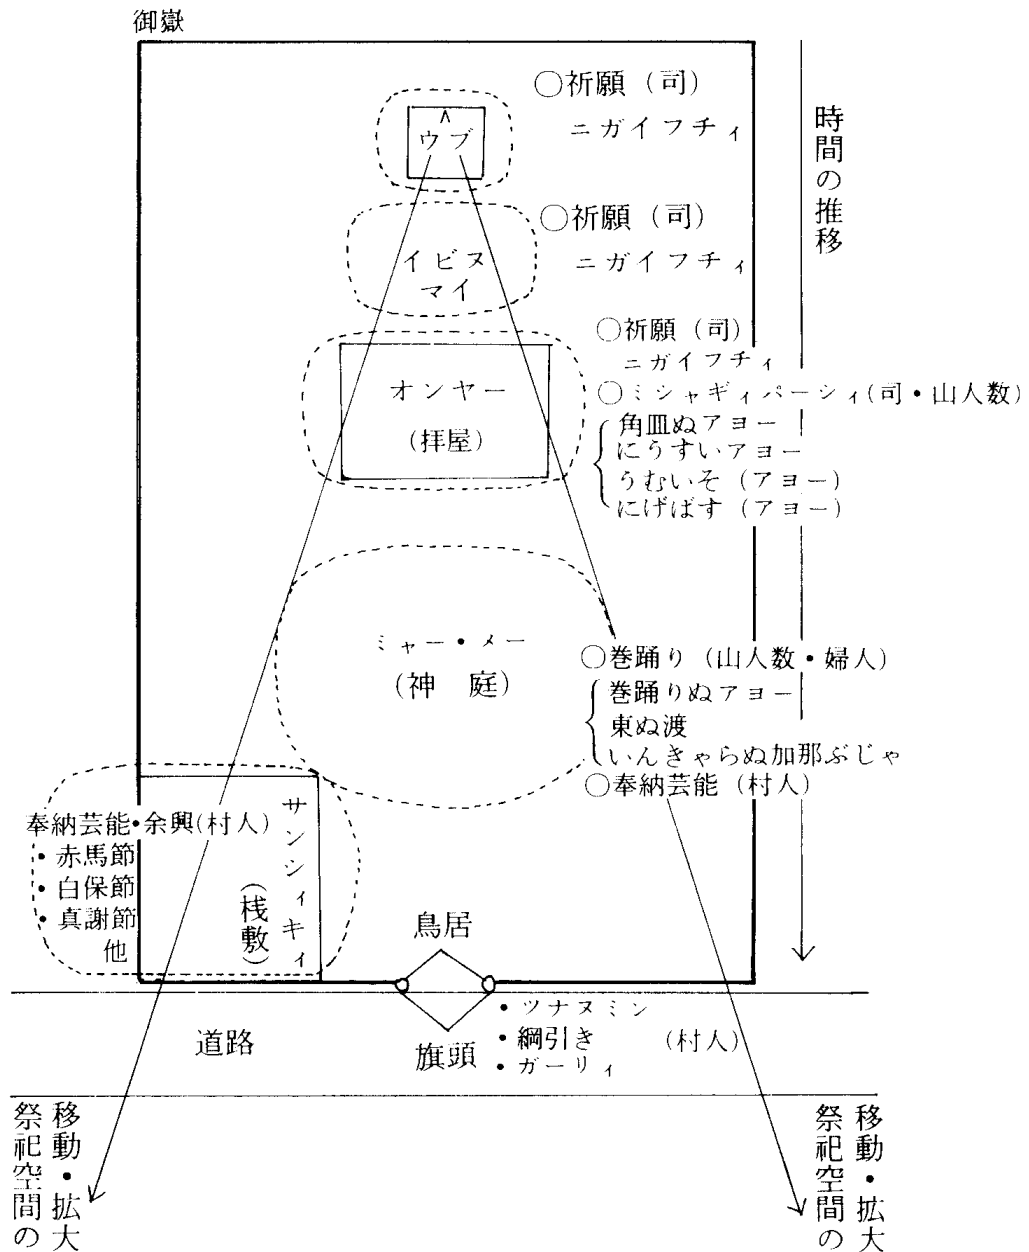 御嶽
○祈願（司）
ニガイフチィ
ウブ
時間の推移
○祈願（司）
ニガイフチィ
イビヌ
マイ
○祈願（司）
ニガイフチィ
オンヤー
（拝屋）
○ミシャギィパーシィ(司・山人数)
角皿ぬアヨー
にうすいアヨー
うむいそ（アヨー）
にげばす（アヨー）
ミャー・メー
（神　庭）
○巻踊り（山人数・婦人）
巻踊りぬアヨー
東ぬ渡
いんきゃらぬ加那ぶじゃ
○奉納芸能（村人）
サンシィキィ
（桟敷）
奉納芸能・余興(村人)
・赤馬節
・白保節
・真謝節
他
鳥居
旗頭
・ツナヌミン
・綱引き
・ガーリィ
（村人）
道路
祭祀空間の
移動・拡大
祭祀空間の
移動・拡大